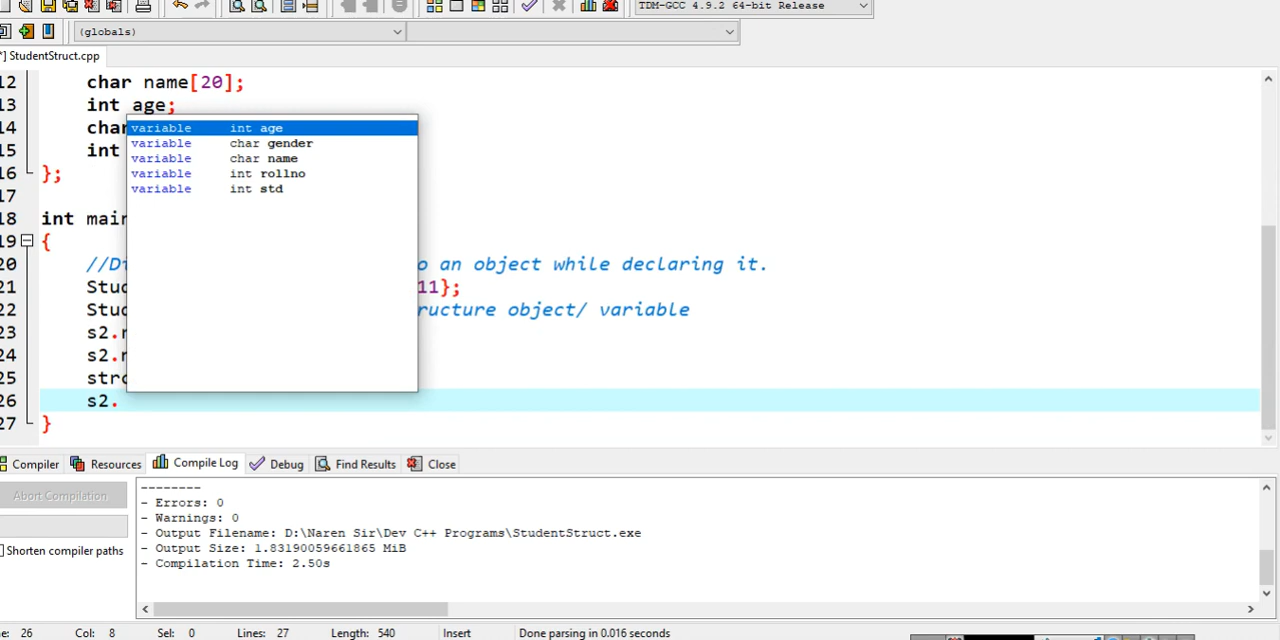 TDM-GCC 4.9.2 64-bit Release
(globals)
StudentStruct.cpp
12 char name[20];
13 int age;
14 char
15 int
16 };
17
18 int main
19 {
20 //D o an object while declaring it.
21 Stud 11};
22 Stud ructure object/ variable
23 s2.
24 s2.
25 strc
26 s2.
27 }
variable int age
variable char gender
variable char name
variable int rollno
variable int std
Compiler Resources Compile Log Debug Find Results Close
Abort Compilation
Shorten compiler paths
--------
- Errors: 0
- Warnings: 0
- Output Filename: D:\Naren Sir\Dev C++ Programs\StudentStruct.exe
- Output Size: 1.83190059661865 MiB
- Compilation Time: 2.50s
e: 26 Col: 8 Sel: 0 Lines: 27 Length: 540 Insert Done parsing in 0.016 seconds